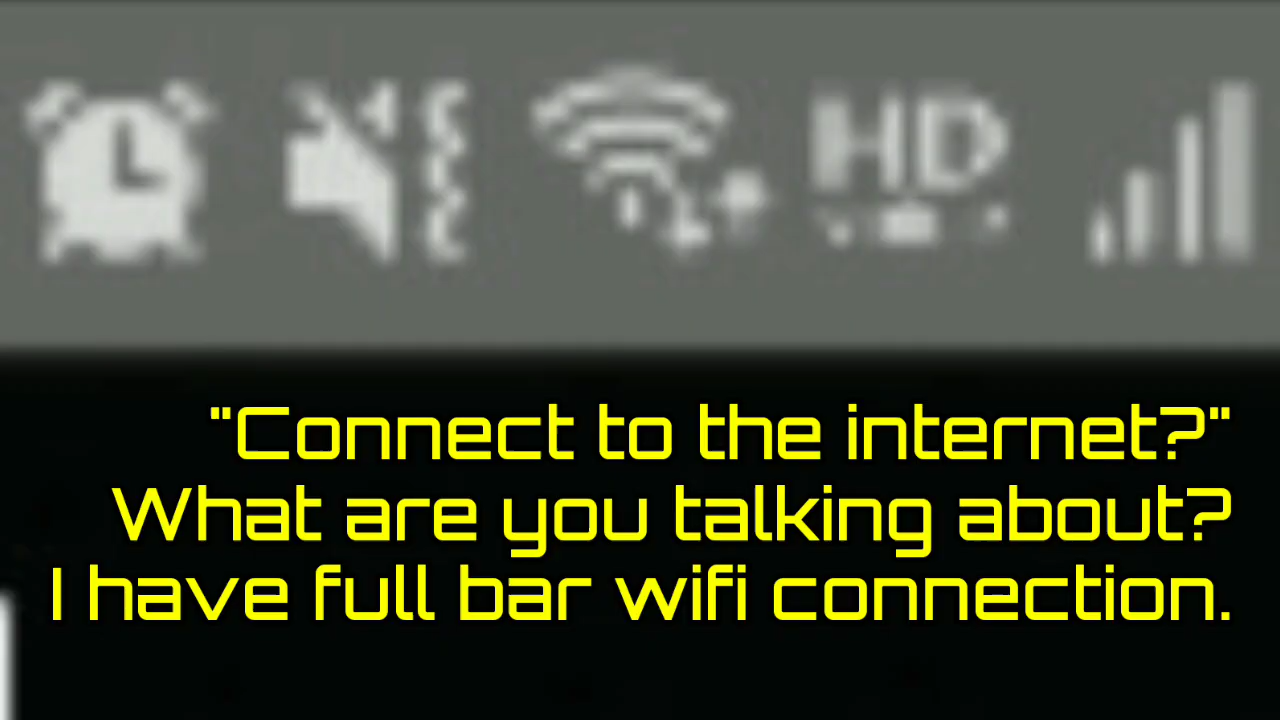 HD
"Connect to the internet?"
What are you talking about?
I have full bar wifi connection.